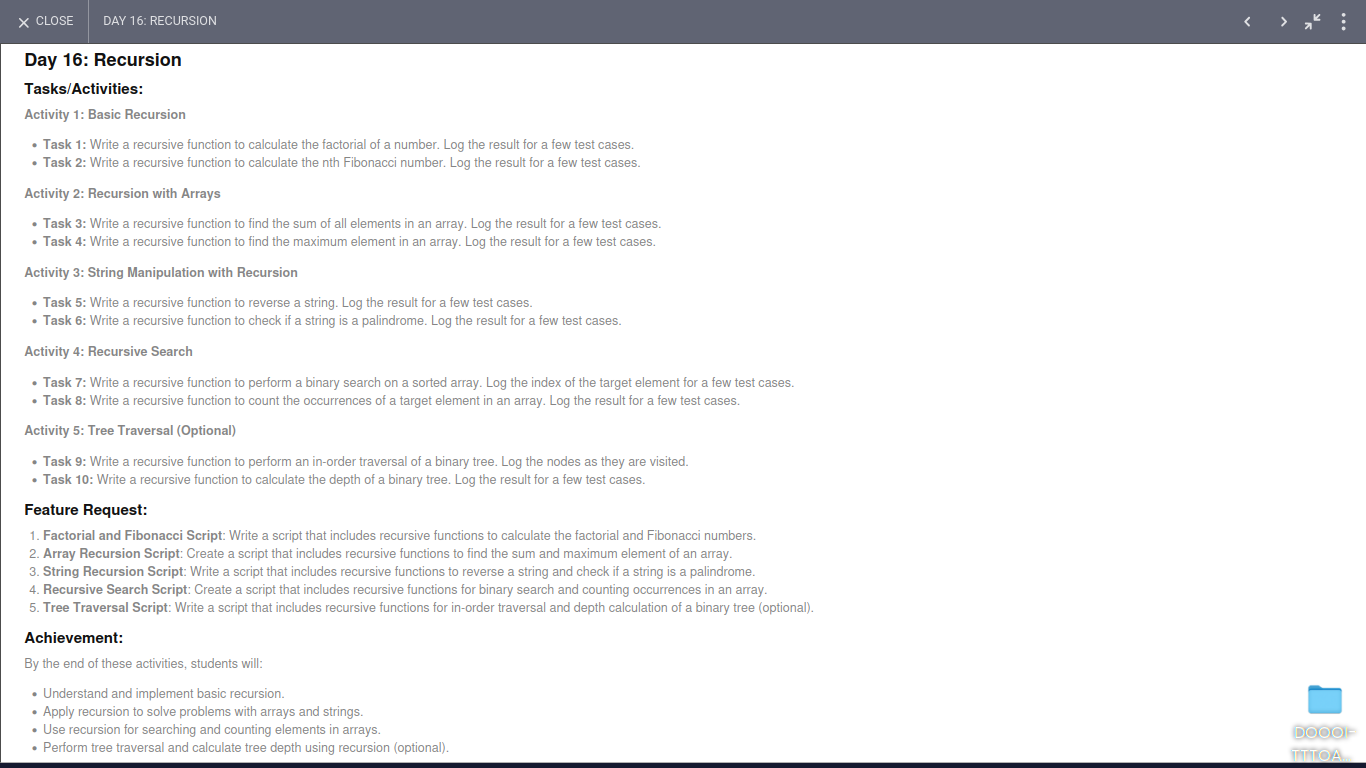 CLOSE
DAY 16: RECURSION
Day 16: Recursion
Tasks/Activities:
Activity 1: Basic Recursion
• Task 1: Write a recursive function to calculate the factorial of a number. Log the result for a few test cases.
• Task 2: Write a recursive function to calculate the nth Fibonacci number. Log the result for a few test cases.
Activity 2: Recursion with Arrays
• Task 3: Write a recursive function to find the sum of all elements in an array. Log the result for a few test cases.
• Task 4: Write a recursive function to find the maximum element in an array. Log the result for a few test cases.
Activity 3: String Manipulation with Recursion
• Task 5: Write a recursive function to reverse a string. Log the result for a few test cases.
• Task 6: Write a recursive function to check if a string is a palindrome. Log the result for a few test cases.
Activity 4: Recursive Search
• Task 7: Write a recursive function to perform a binary search on a sorted array. Log the index of the target element for a few test cases.
• Task 8: Write a recursive function to count the occurrences of a target element in an array. Log the result for a few test cases.
Activity 5: Tree Traversal (Optional)
• Task 9: Write a recursive function to perform an in-order traversal of a binary tree. Log the nodes as they are visited.
• Task 10: Write a recursive function to calculate the depth of a binary tree. Log the result for a few test cases.
Feature Request:
1. Factorial and Fibonacci Script: Write a script that includes recursive functions to calculate the factorial and Fibonacci numbers.
2. Array Recursion Script: Create a script that includes recursive functions to find the sum and maximum element of an array.
3. String Recursion Script: Write a script that includes recursive functions to reverse a string and check if a string is a palindrome.
4. Recursive Search Script: Create a script that includes recursive functions for binary search and counting occurrences in an array.
5. Tree Traversal Script: Write a script that includes recursive functions for in-order traversal and depth calculation of a binary tree (optional).
Achievement:
By the end of these activities, students will:
• Understand and implement basic recursion.
• Apply recursion to solve problems with arrays and strings.
• Use recursion for searching and counting elements in arrays.
• Perform tree traversal and calculate tree depth using recursion (optional).